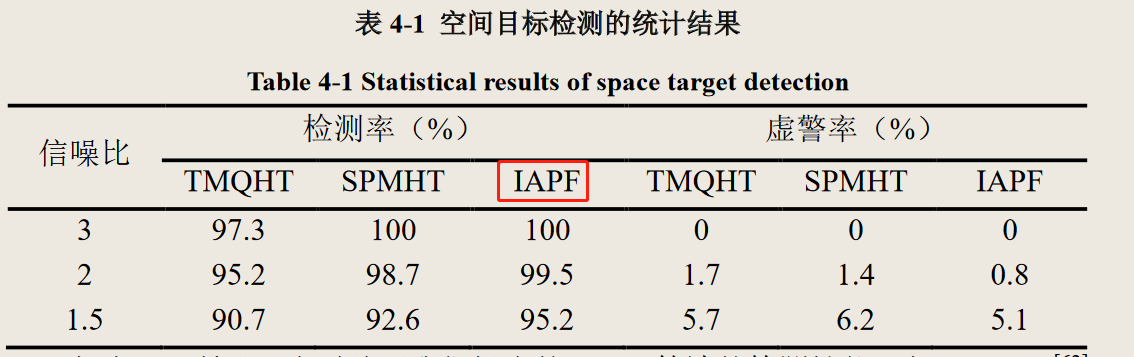 表 4-1 空间目标检测的统计结果
Table 4-1 Statistical results of space target detection
信噪比 检测率（%） 虚警率（%）
TMQHT SPMHT IAPF TMQHT SPMHT IAPF
3 97.3 100 100 0 0 0
2 95.2 98.7 99.5 1.7 1.4 0.8
1.5 90.7 92.6 95.2 5.7 6.2 5.1